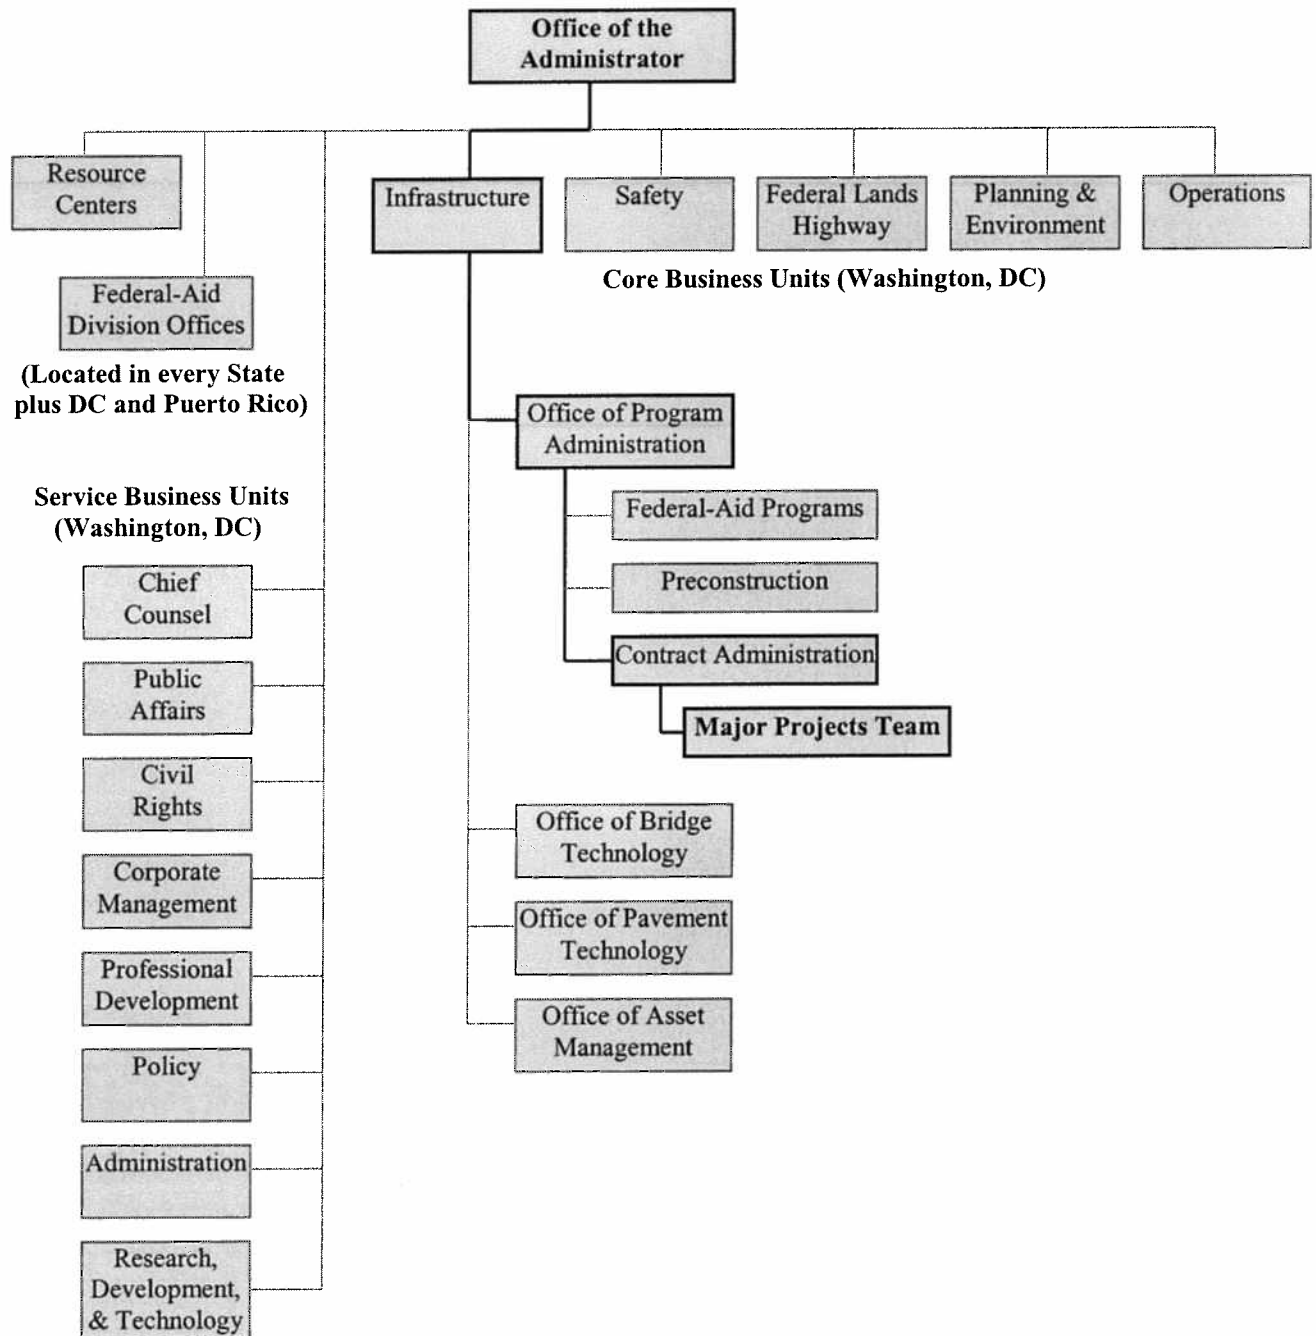 Office of the
Administrator
Resource
Centers
Infrastructure
Safety
Federal Lands
Highway
Planning &
Environment
Operations
Core Business Units (Washington, DC)
Federal-Aid
Division Offices
(Located in every State
plus DC and Puerto Rico)
Office of Program
Administration
Federal-Aid Programs
Preconstruction
Contract Administration
Major Projects Team
Office of Bridge
Technology
Office of Pavement
Technology
Office of Asset
Management
Service Business Units
(Washington, DC)
Chief
Counsel
Public
Affairs
Civil
Rights
Corporate
Management
Professional
Development
Policy
Administration
Research,
Development,
& Technology